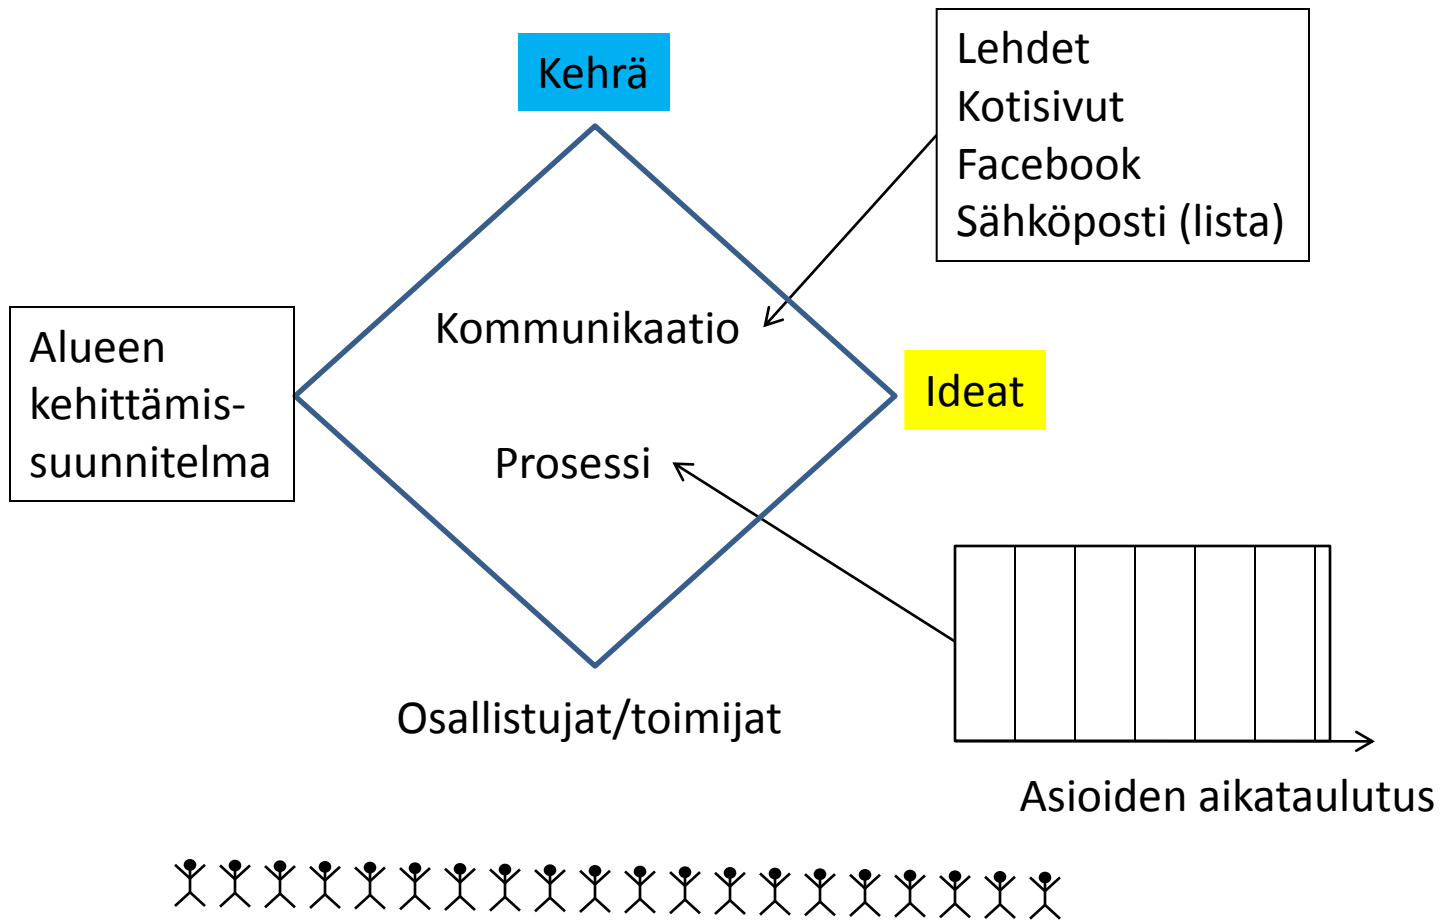 Kehrä
Lehdet
Kotisivut
Facebook
Sähköposti (lista)
Kommunikaatio
Alueen
kehittämis-
suunnitelma
Ideat
Prosessi
Osallistujat/toimijat
Asioiden aikataulutus